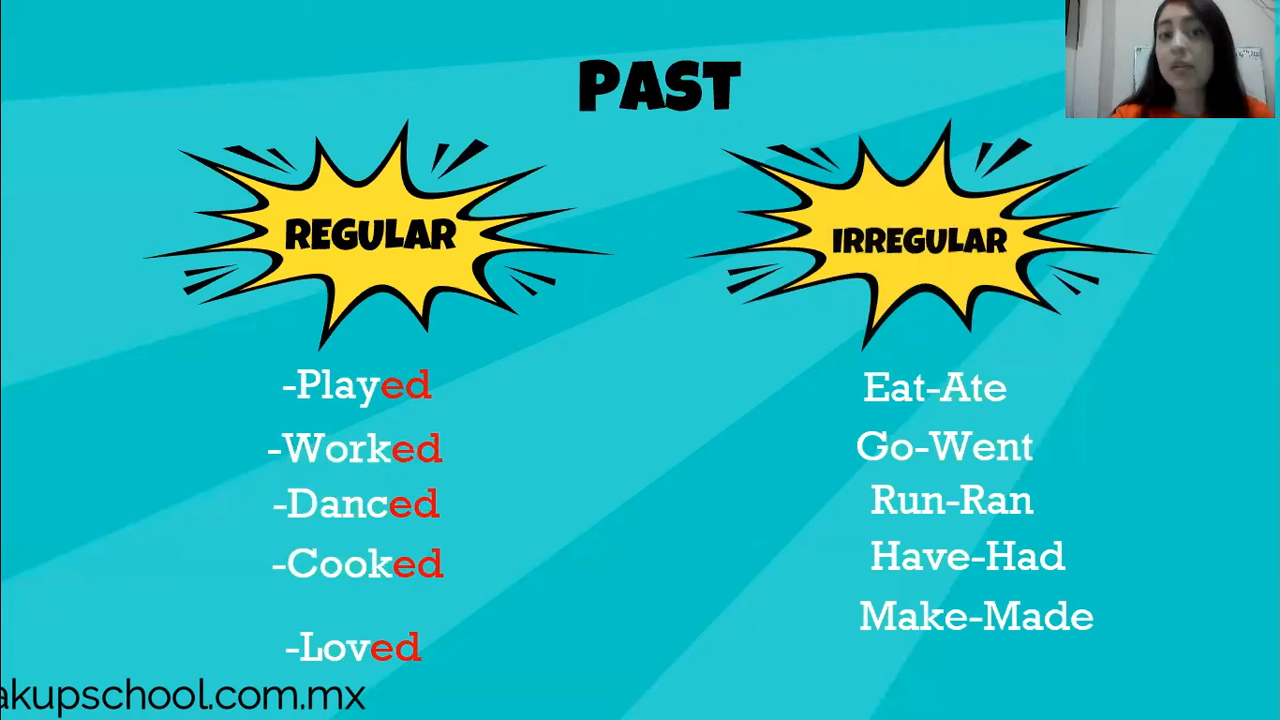 PAST
REGULAR
-Played
-Worked
-Danced
-Cooked
-Loved
IRREGULAR
Eat-Ate
Go-Went
Run-Ran
Have-Had
Make-Made
akupschool.com.mx